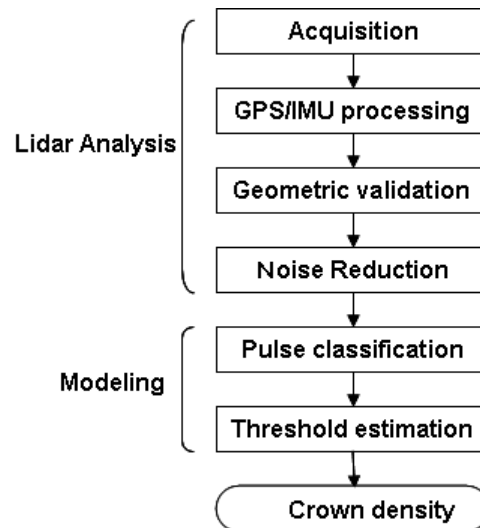 Acquisition
GPS/IMU processing
Lidar Analysis
Geometric validation
Noise Reduction
Pulse classification
Modeling
Threshold estimation
Crown density